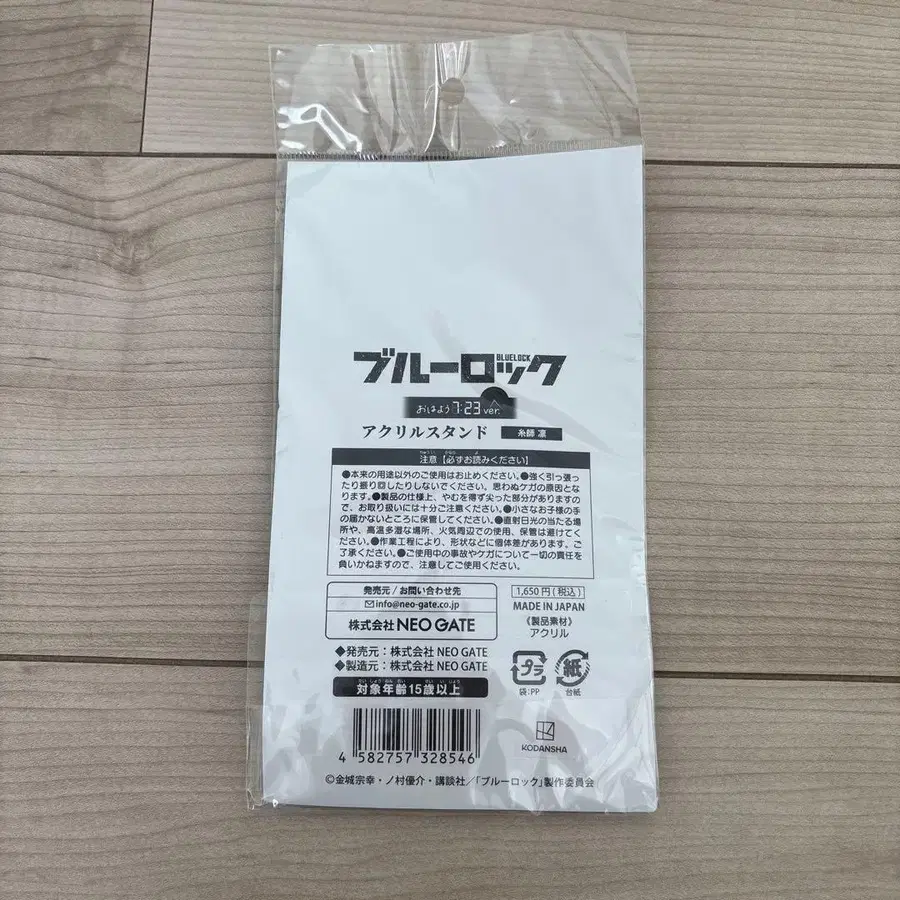 BLUELOCK
ブルーロック
おはよう 7:23 ver.
アクリルスタンド 糸師 凛
注意【必ずお読みください】
●本来の用途以外のご使用はお止めください。●強く引っ張っ
たり振り回したりしないでください。思わぬケガの原因とな
ります。●製品の仕様上、やむを得ず尖った部分があります
ので、お取り扱いには十分ご注意ください。●小さなお子様の手
の届かないところに保管してください。●直射日光の当たる場
所や、高温多湿な場所、火気周辺での使用、保管は避けてく
ださい。●作業工程により、形状などに個体差があります。ご
了承ください。●ご使用中の事故やケガについて一切の責任を
負いかねますので、注意してご使用ください。
発売元 / お問い合わせ先
info@neo-gate.co.jp
株式会社 NEO GATE
1,650円(税込)
MADE IN JAPAN
《製品素材》
アクリル
◆発売元：株式会社 NEO GATE
◆製造元：株式会社 NEO GATE
対象年齢15歳以上
プラ 紙
袋:PP 台紙
4 582757 328546
KODANSHA
©金城宗幸・ノ村優介・講談社／「ブルーロック」製作委員会